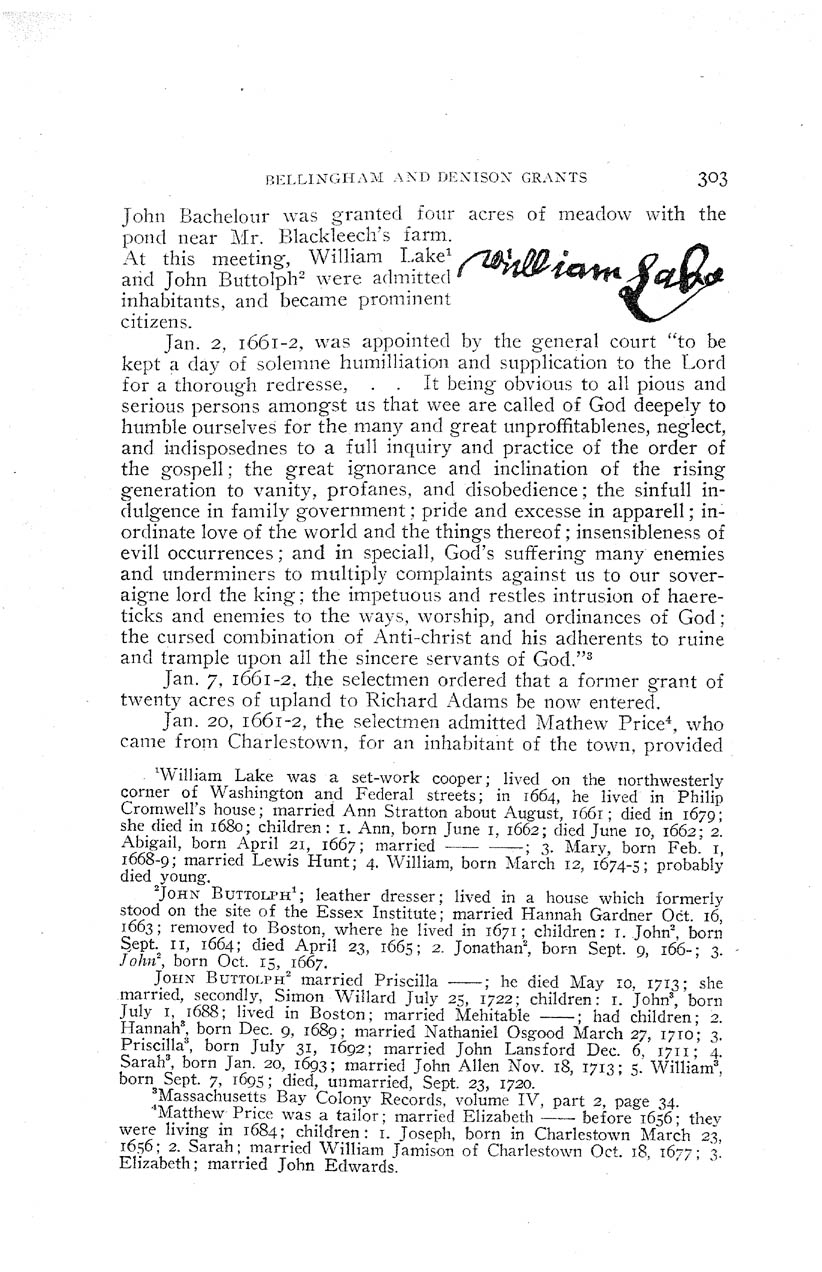 BELLINGHAM AND DENISON GRANTS 303
John Bachelour was granted four acres of meadow with the
pond near Mr. Blackleech's farm.
At this meeting, William Lake¹
and John Buttolph² were admitted
inhabitants, and became prominent
citizens.
William Lake
Jan. 2, 1661-2, was appointed by the general court "to be
kept a day of solemne humilliation and supplication to the Lord
for a thorough redresse, . . It being obvious to all pious and
serious persons amongst us that wee are called of God deepely to
humble ourselves for the many and great unproffitablenes, neglect,
and indisposednes to a full inquiry and practice of the order of
the gospell; the great ignorance and inclination of the rising
generation to vanity, profanes, and disobedience; the sinfull in-
dulgence in family government; pride and excesse in apparell; in-
ordinate love of the world and the things thereof; insensibleness of
evill occurrences; and in speciall, God's suffering many enemies
and underminers to multiply complaints against us to our sover-
aigne lord the king; the impetuous and restles intrusion of haere-
ticks and enemies to the ways, worship, and ordinances of God;
the cursed combination of Anti-christ and his adherents to ruine
and trample upon all the sincere servants of God."³
Jan. 7, 1661-2, the selectmen ordered that a former grant of
twenty acres of upland to Richard Adams be now entered.
Jan. 20, 1661-2, the selectmen admitted Mathew Price⁴, who
came from Charlestown, for an inhabitant of the town, provided
¹William Lake was a set-work cooper; lived on the northwesterly
corner of Washington and Federal streets; in 1664, he lived in Philip
Cromwell's house; married Ann Stratton about August, 1661; died in 1679;
she died in 1680; children: 1. Ann, born June 1, 1662; died June 10, 1662; 2.
Abigail, born April 21, 1667; married —— ——; 3. Mary, born Feb. 1,
1668-9; married Lewis Hunt; 4. William, born March 12, 1674-5; probably
died young.
²JOHN BUTTOLPH¹; leather dresser; lived in a house which formerly
stood on the site of the Essex Institute; married Hannah Gardner Oct. 16,
1663; removed to Boston, where he lived in 1671; children: 1. John², born
Sept. 11, 1664; died April 23, 1665; 2. Jonathan², born Sept. 9, 166-; 3.
John², born Oct. 15, 1667.
JOHN BUTTOLPH² married Priscilla ——; he died May 10, 1713; she
married, secondly, Simon Willard July 25, 1722; children: 1. John³, born
July 1, 1688; lived in Boston; married Mehitable ——; had children; 2.
Hannah³, born Dec. 9, 1689; married Nathaniel Osgood March 27, 1710; 3.
Priscilla³, born July 31, 1692; married John Lansford Dec. 6, 1711; 4.
Sarah³, born Jan. 20, 1693; married John Allen Nov. 18, 1713; 5. William³,
born Sept. 7, 1695; died, unmarried, Sept. 23, 1720.
³Massachusetts Bay Colony Records, volume IV, part 2, page 34.
⁴Matthew Price was a tailor; married Elizabeth —— before 1656; they
were living in 1684; children: 1. Joseph, born in Charlestown March 23,
1656; 2. Sarah; married William Jamison of Charlestown Oct. 18, 1677; 3.
Elizabeth; married John Edwards.